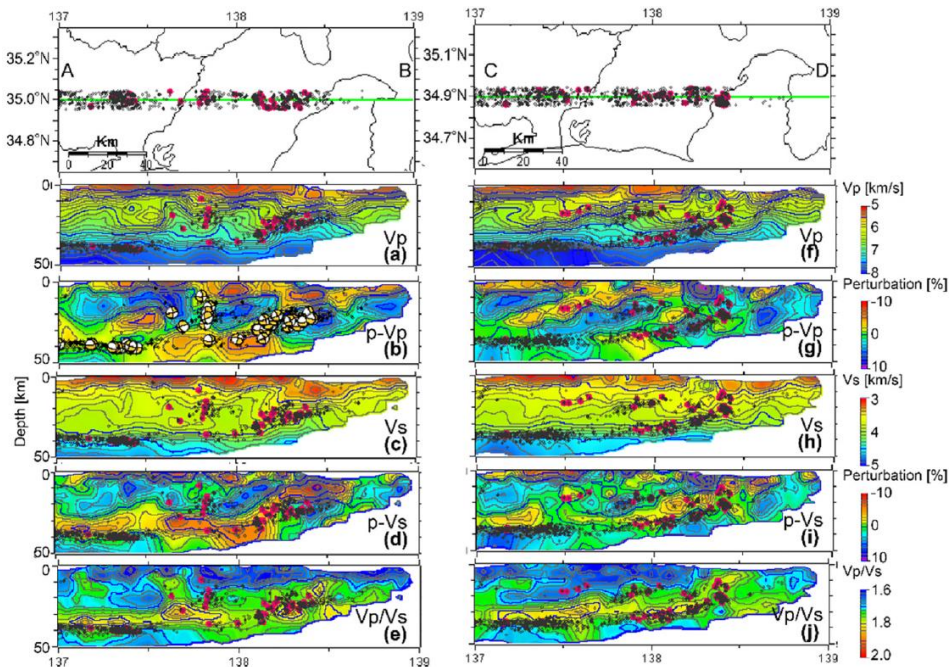 137 138 139 137 138 139
35.2°N 35.1°N
A B C D
35.0°N 34.9°N
34.8°N 34.7°N
Km Km
0 20 40 0 20 40
0 Vp [km/s]
5
Vp Vp
(a) (f)
50 8
0 Perturbation [%]
-10
p-Vp p-Vp 0
(b) (g)
50 10
0 Vs [km/s]
3
Depth [km]
Vs Vs
(c) (h)
50 5
0 Perturbation [%]
-10
p-Vs p-Vs 0
(d) (i)
10
0 Vp/Vs
1.6
Vp/Vs Vp/Vs 1.8
(e) (j)
50 2.0
137 138 139 137 138 139